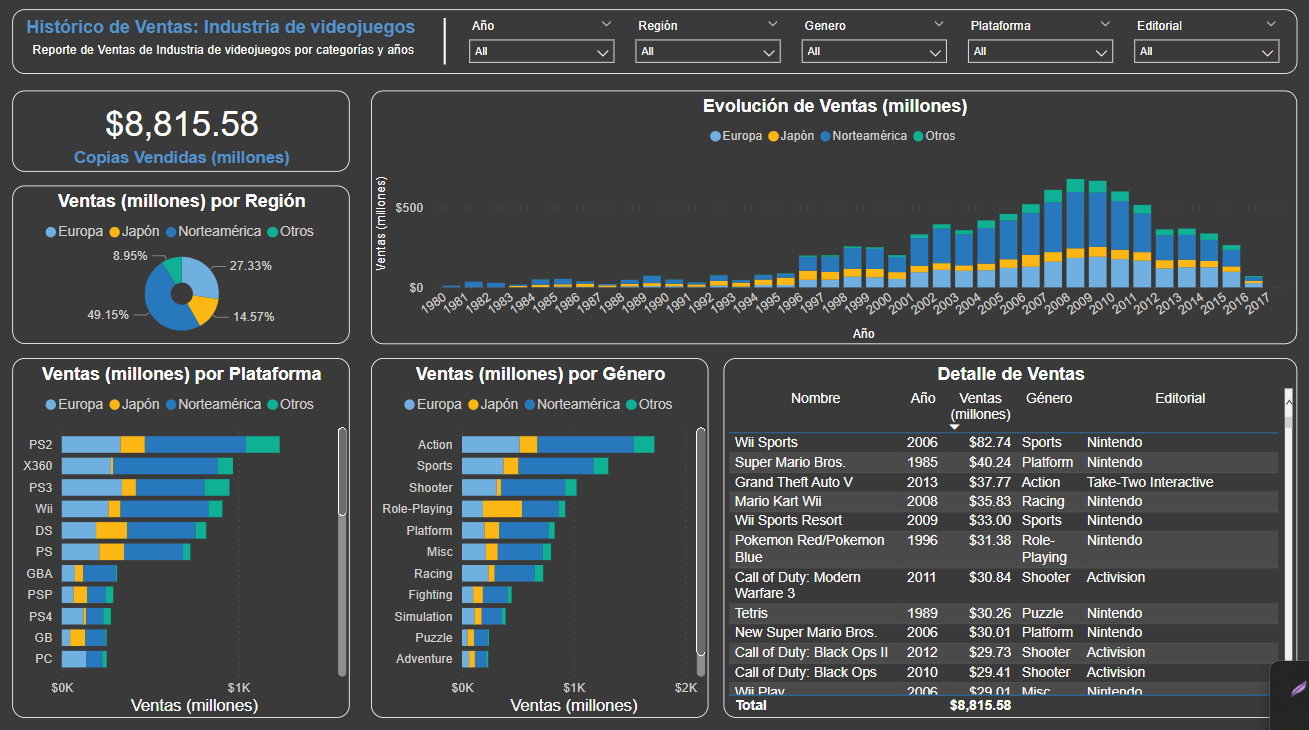 Histórico de Ventas: Industria de videojuegos
Reporte de Ventas de Industria de videojuegos por categorías y años
Año
All
Región
All
Genero
All
Plataforma
All
Editorial
All
$8,815.58
Copias Vendidas (millones)
Ventas (millones) por Región
Europa Japón Norteamérica Otros
8.95%
27.33%
49.15%
14.57%
Evolución de Ventas (millones)
Europa Japón Norteamérica Otros
Ventas (millones)
$500
$0
1980 1981 1982 1983 1984 1985 1986 1987 1988 1989 1990 1991 1992 1993 1994 1995 1996 1997 1998 1999 2000 2001 2002 2003 2004 2005 2006 2007 2008 2009 2010 2011 2012 2013 2014 2015 2016 2017
Año
Ventas (millones) por Plataforma
Europa Japón Norteamérica Otros
PS2
X360
PS3
Wii
DS
PS
GBA
PSP
PS4
GB
PC
$0K $1K
Ventas (millones)
Ventas (millones) por Género
Europa Japón Norteamérica Otros
Action
Sports
Shooter
Role-Playing
Platform
Misc
Racing
Fighting
Simulation
Puzzle
Adventure
$0K $1K $2K
Ventas (millones)
Detalle de Ventas
Nombre Año Ventas Género Editorial
(millones)
Wii Sports 2006 $82.74 Sports Nintendo
Super Mario Bros. 1985 $40.24 Platform Nintendo
Grand Theft Auto V 2013 $37.77 Action Take-Two Interactive
Mario Kart Wii 2008 $35.83 Racing Nintendo
Wii Sports Resort 2009 $33.00 Sports Nintendo
Pokemon Red/Pokemon 1996 $31.38 Role- Nintendo
Blue Playing
Call of Duty: Modern 2011 $30.84 Shooter Activision
Warfare 3
Tetris 1989 $30.26 Puzzle Nintendo
New Super Mario Bros. 2006 $30.01 Platform Nintendo
Call of Duty: Black Ops II 2012 $29.73 Shooter Activision
Call of Duty: Black Ops 2010 $29.41 Shooter Activision
Wii Play 2006 $29.01 Misc Nintendo
Total $8,815.58